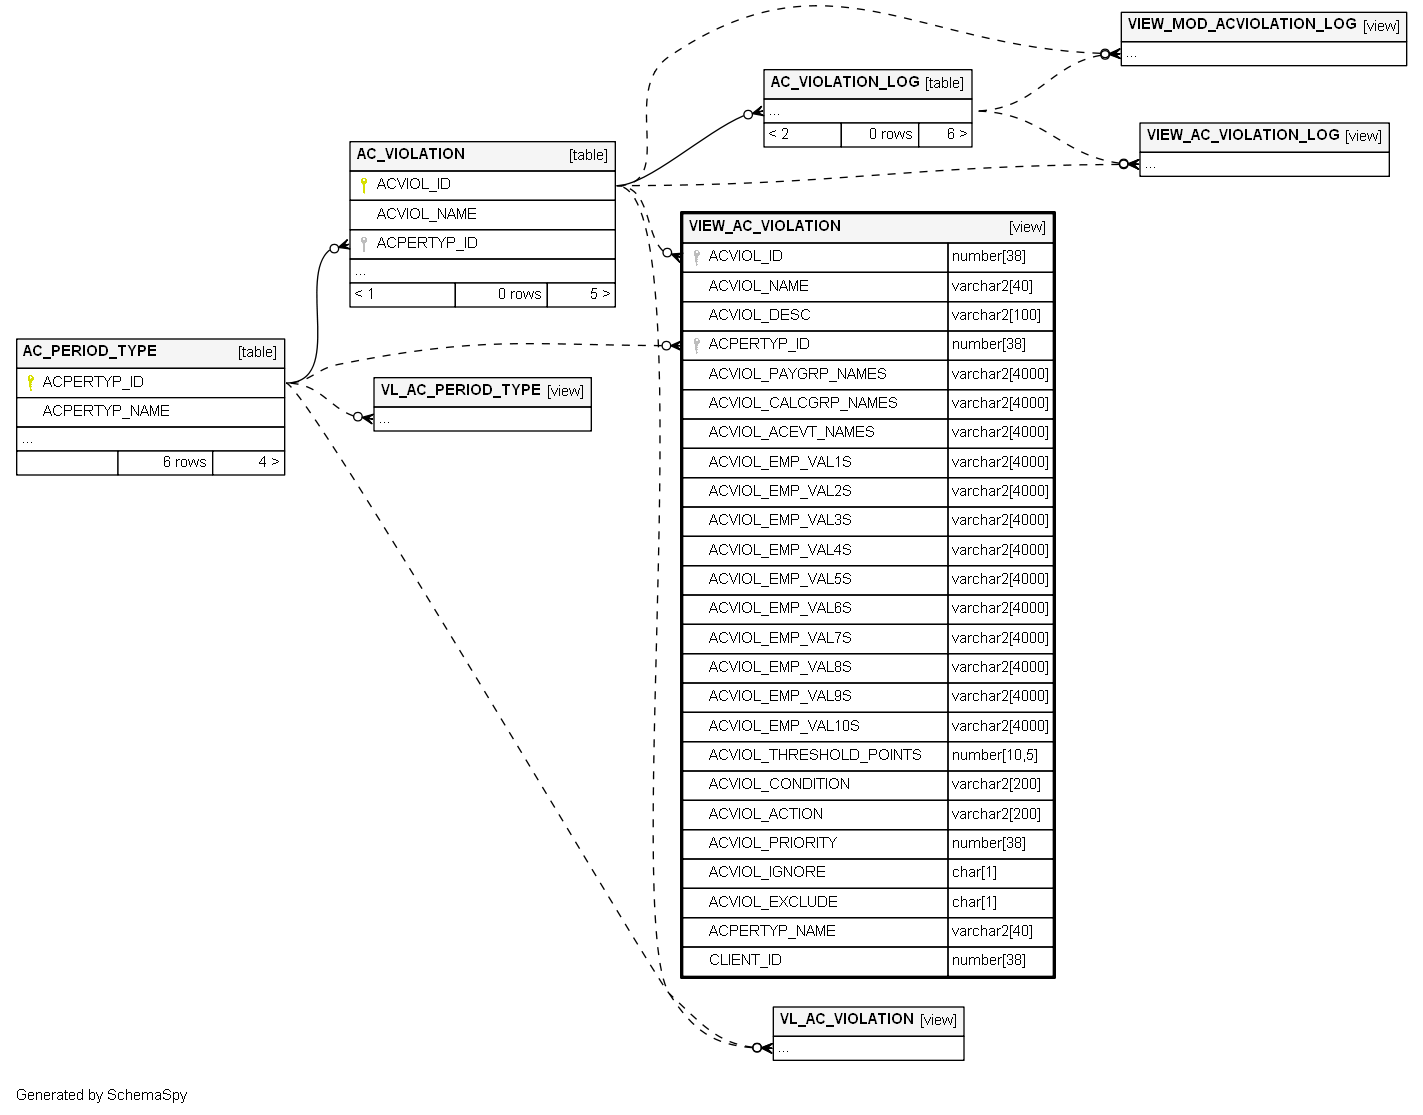 VIEW_MOD_ACVIOLATION_LOG [view]
...
AC_VIOLATION_LOG [table]
...
< 2 0 rows 6 >
VIEW_AC_VIOLATION_LOG [view]
...
AC_VIOLATION [table]
ACVIOL_ID
ACVIOL_NAME
ACPERTYP_ID
...
< 1 0 rows 5 >
AC_PERIOD_TYPE [table]
ACPERTYP_ID
ACPERTYP_NAME
...
6 rows 4 >
VL_AC_PERIOD_TYPE [view]
...
VIEW_AC_VIOLATION [view]
ACVIOL_ID number[38]
ACVIOL_NAME varchar2[40]
ACVIOL_DESC varchar2[100]
ACPERTYP_ID number[38]
ACVIOL_PAYGRP_NAMES varchar2[4000]
ACVIOL_CALCGRP_NAMES varchar2[4000]
ACVIOL_ACEVT_NAMES varchar2[4000]
ACVIOL_EMP_VAL1S varchar2[4000]
ACVIOL_EMP_VAL2S varchar2[4000]
ACVIOL_EMP_VAL3S varchar2[4000]
ACVIOL_EMP_VAL4S varchar2[4000]
ACVIOL_EMP_VAL5S varchar2[4000]
ACVIOL_EMP_VAL6S varchar2[4000]
ACVIOL_EMP_VAL7S varchar2[4000]
ACVIOL_EMP_VAL8S varchar2[4000]
ACVIOL_EMP_VAL9S varchar2[4000]
ACVIOL_EMP_VAL10S varchar2[4000]
ACVIOL_THRESHOLD_POINTS number[10,5]
ACVIOL_CONDITION varchar2[200]
ACVIOL_ACTION varchar2[200]
ACVIOL_PRIORITY number[38]
ACVIOL_IGNORE char[1]
ACVIOL_EXCLUDE char[1]
ACPERTYP_NAME varchar2[40]
CLIENT_ID number[38]
VL_AC_VIOLATION [view]
...
Generated by SchemaSpy